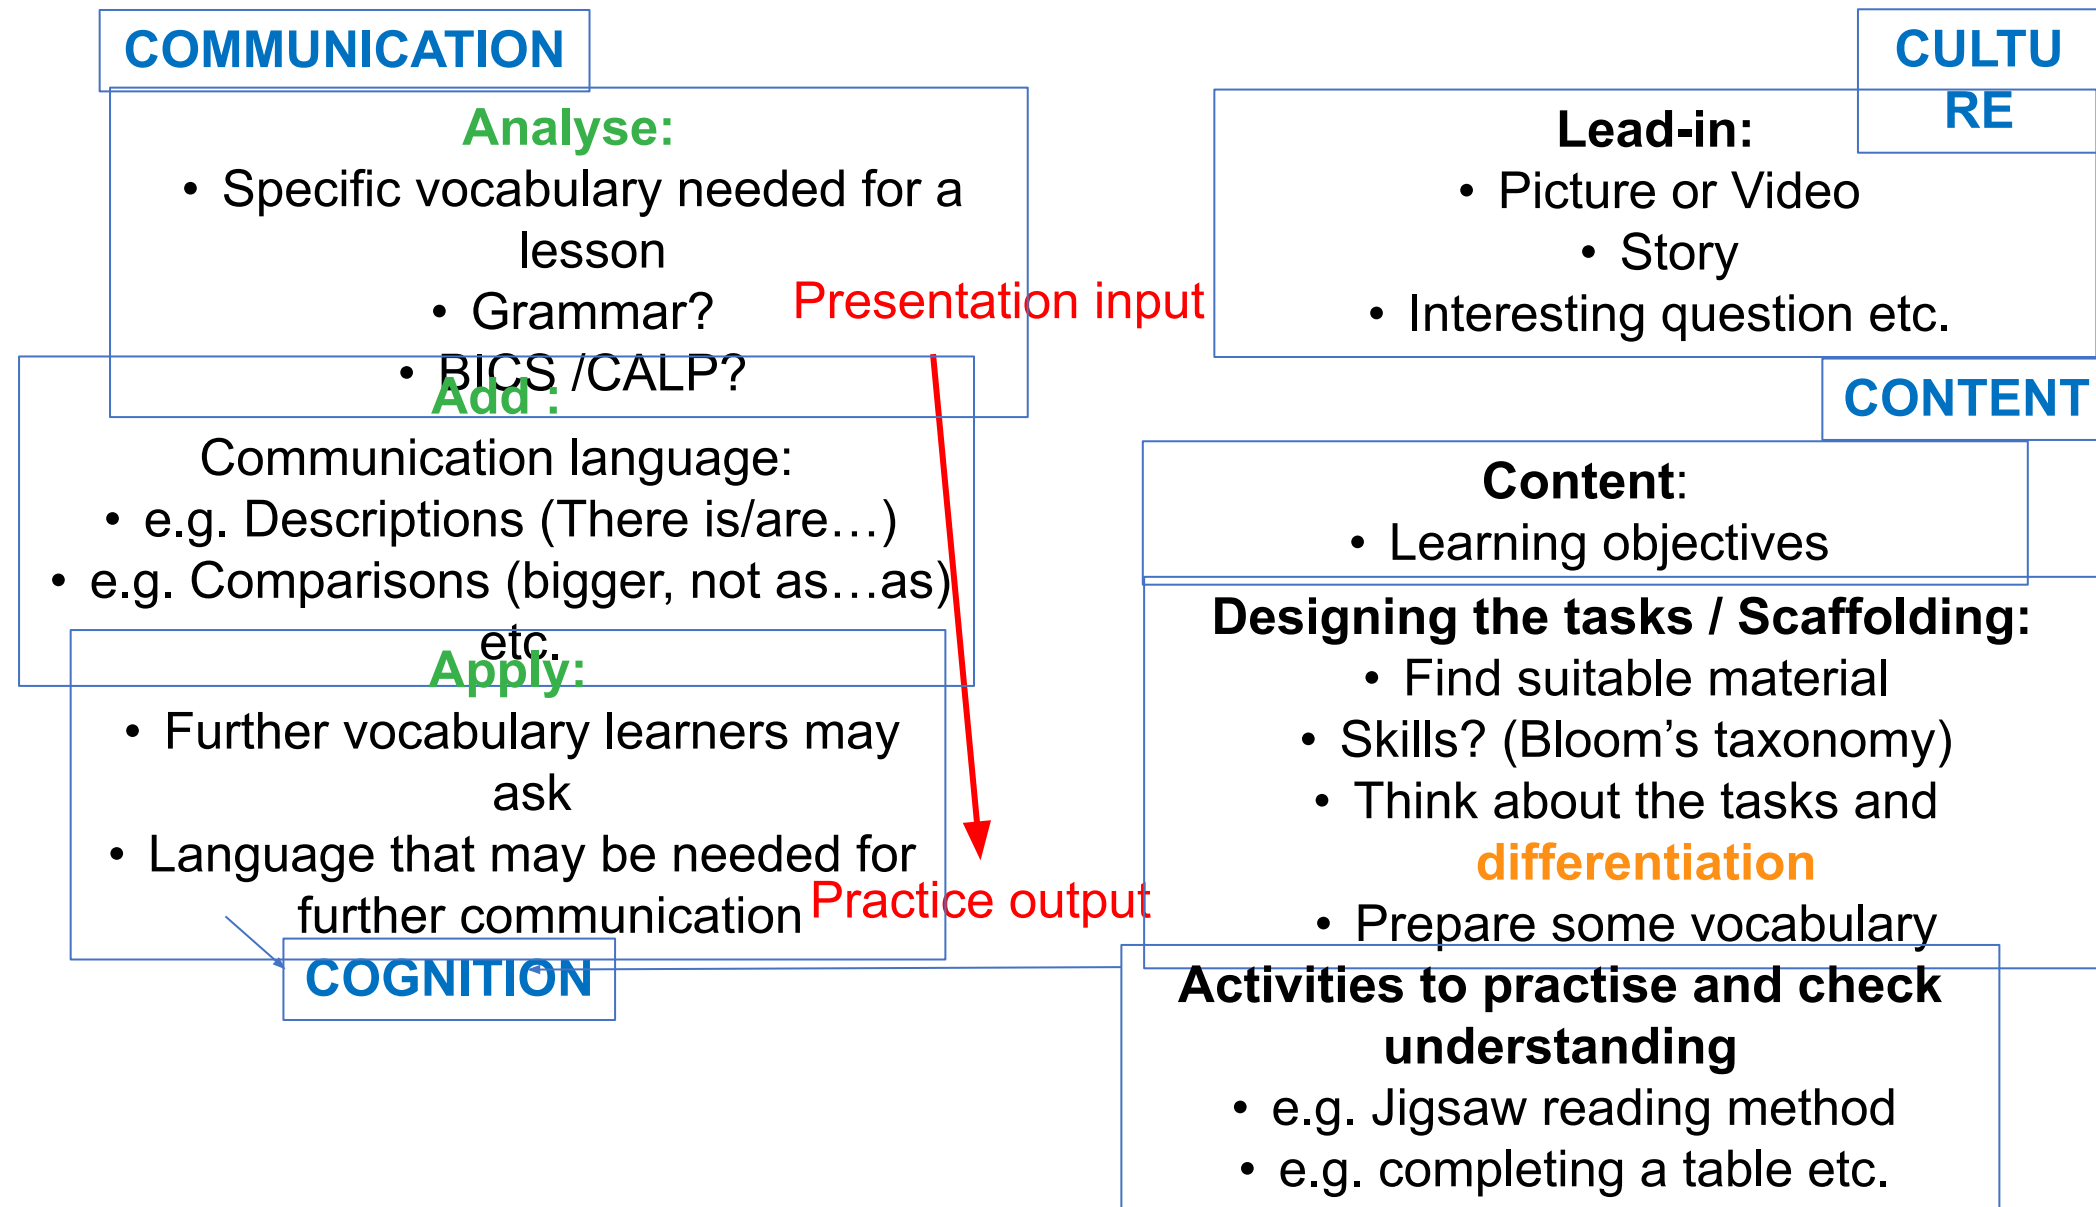 COMMUNICATION
Analyse:
• Specific vocabulary needed for a
lesson
• Grammar?
• BICS /CALP?
Add :
Communication language:
• e.g. Descriptions (There is/are…)
• e.g. Comparisons (bigger, not as…as)
etc.
Apply:
• Further vocabulary learners may
ask
• Language that may be needed for
further communication
COGNITION
Presentation input
Practice output
CULTU
RE
Lead-in:
• Picture or Video
• Story
• Interesting question etc.
CONTENT
Content:
• Learning objectives
Designing the tasks / Scaffolding:
• Find suitable material
• Skills? (Bloom’s taxonomy)
• Think about the tasks and
differentiation
• Prepare some vocabulary
Activities to practise and check
understanding
• e.g. Jigsaw reading method
• e.g. completing a table etc.